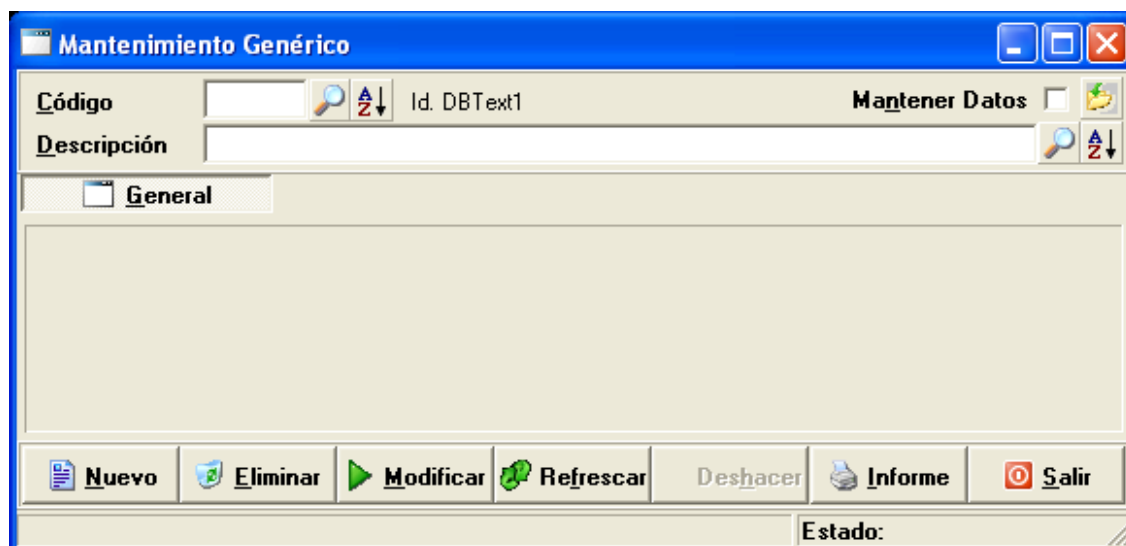 Mantenimiento Genérico
Código Id. DBText1 Mantener Datos
Descripción
General
Nuevo Eliminar Modificar Refrescar Deshacer Informe Salir
Estado: